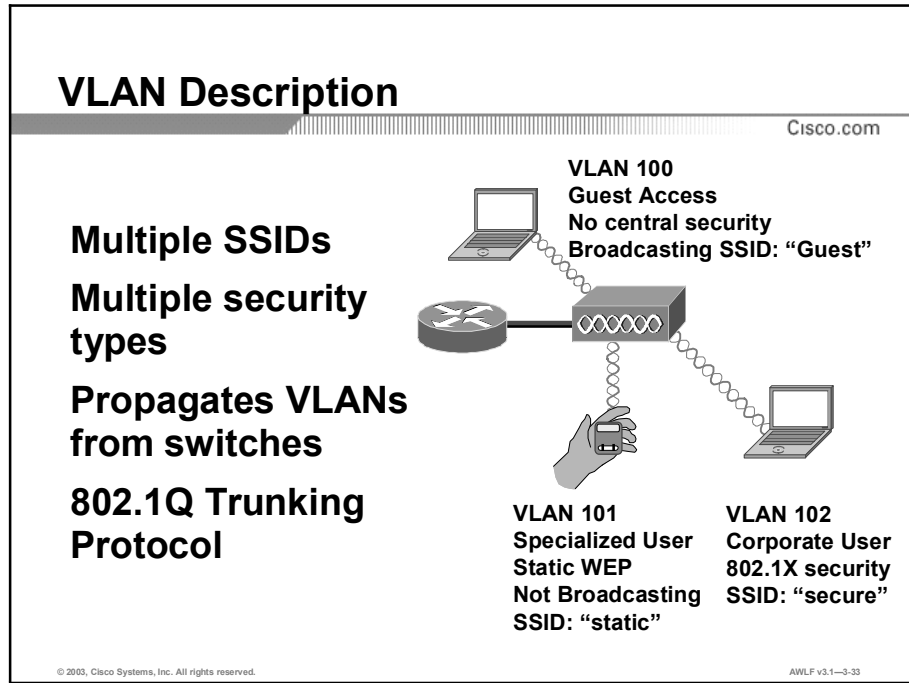 VLAN Description
Cisco.com
Multiple SSIDs
Multiple security
types
Propagates VLANs
from switches
802.1Q Trunking
Protocol
VLAN 100
Guest Access
No central security
Broadcasting SSID: “Guest”
VLAN 101
Specialized User
Static WEP
Not Broadcasting
SSID: “static”
VLAN 102
Corporate User
802.1X security
SSID: “secure”
© 2003, Cisco Systems, Inc. All rights reserved.
AWLF v3.1—3-33